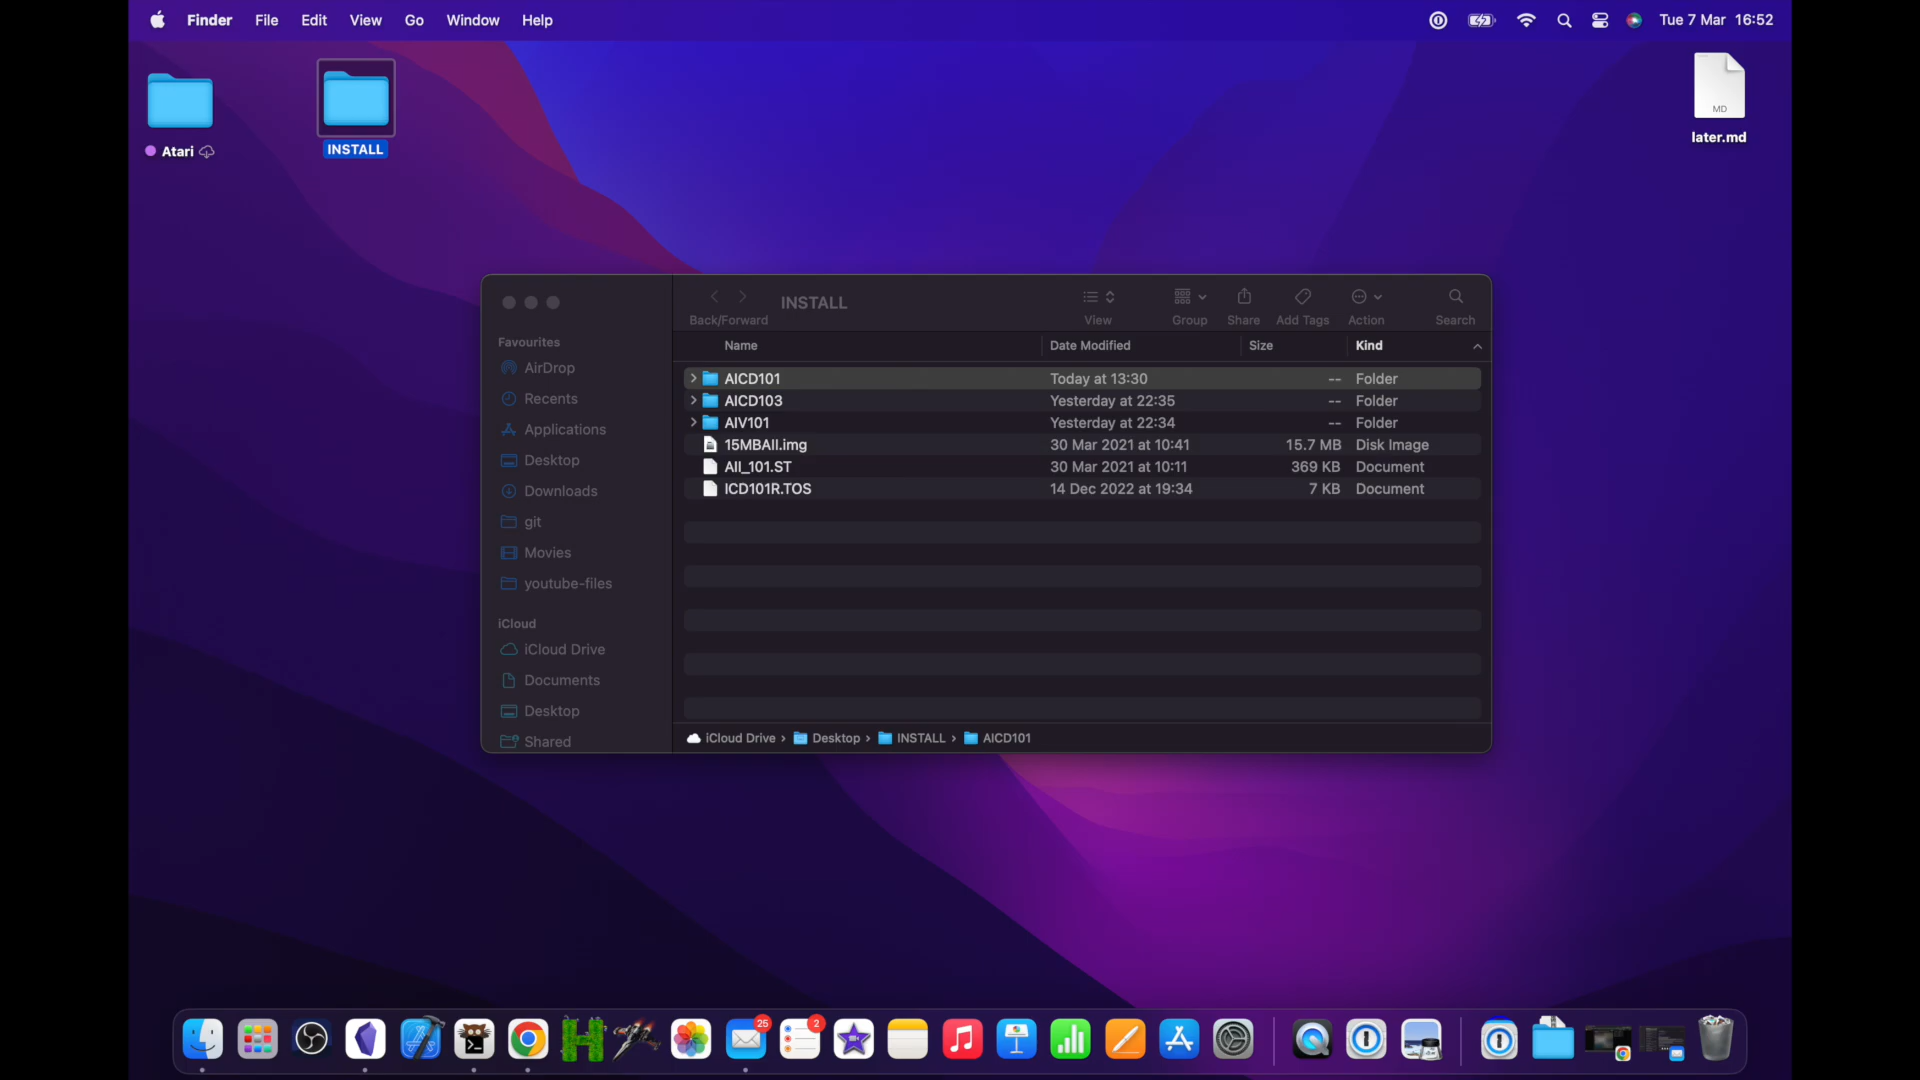 Finder File Edit View Go Window Help Tue 7 Mar 16:52
Atari
INSTALL
MD
later.md
INSTALL
Back/Forward View Group Share Add Tags Action Search
Favourites
AirDrop
Recents
Applications
Desktop
Downloads
git
Movies
youtube-files
iCloud
iCloud Drive
Documents
Desktop
Shared
Name Date Modified Size Kind
AICD101 Today at 13:30 -- Folder
AICD103 Yesterday at 22:35 -- Folder
AIV101 Yesterday at 22:34 -- Folder
15MBAII.img 30 Mar 2021 at 10:41 15.7 MB Disk Image
AII_101.ST 30 Mar 2021 at 10:11 369 KB Document
ICD101R.TOS 14 Dec 2022 at 19:34 7 KB Document
iCloud Drive › Desktop › INSTALL › AICD101
25
2